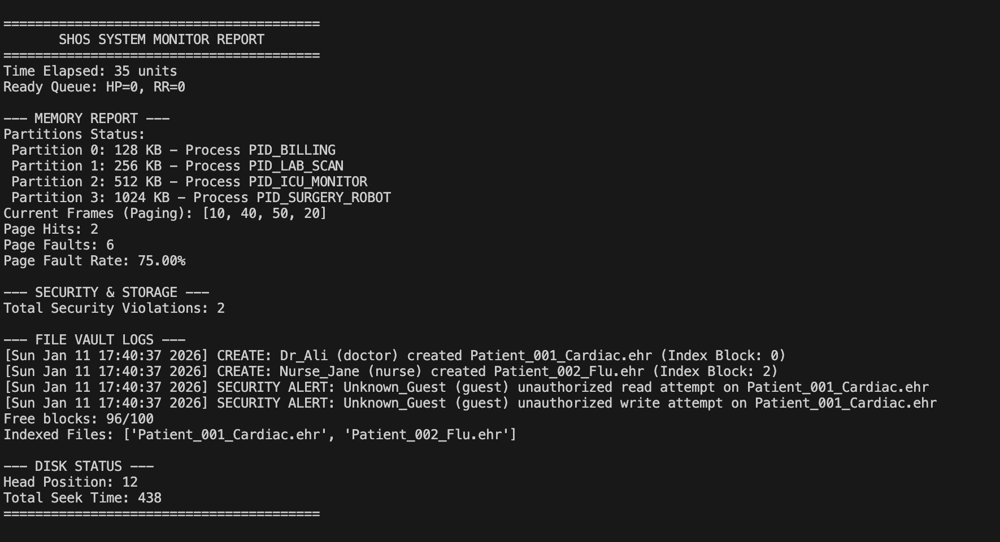 ========================================
       SHOS SYSTEM MONITOR REPORT
========================================
Time Elapsed: 35 units
Ready Queue: HP=0, RR=0

--- MEMORY REPORT ---
Partitions Status:
 Partition 0: 128 KB - Process PID_BILLING
 Partition 1: 256 KB - Process PID_LAB_SCAN
 Partition 2: 512 KB - Process PID_ICU_MONITOR
 Partition 3: 1024 KB - Process PID_SURGERY_ROBOT
Current Frames (Paging): [10, 40, 50, 20]
Page Hits: 2
Page Faults: 6
Page Fault Rate: 75.00%

--- SECURITY & STORAGE ---
Total Security Violations: 2

--- FILE VAULT LOGS ---
[Sun Jan 11 17:40:37 2026] CREATE: Dr_Ali (doctor) created Patient_001_Cardiac.ehr (Index Block: 0)
[Sun Jan 11 17:40:37 2026] CREATE: Nurse_Jane (nurse) created Patient_002_Flu.ehr (Index Block: 2)
[Sun Jan 11 17:40:37 2026] SECURITY ALERT: Unknown_Guest (guest) unauthorized read attempt on Patient_001_Cardiac.ehr
[Sun Jan 11 17:40:37 2026] SECURITY ALERT: Unknown_Guest (guest) unauthorized write attempt on Patient_001_Cardiac.ehr
Free blocks: 96/100
Indexed Files: ['Patient_001_Cardiac.ehr', 'Patient_002_Flu.ehr']

--- DISK STATUS ---
Head Position: 12
Total Seek Time: 438
========================================